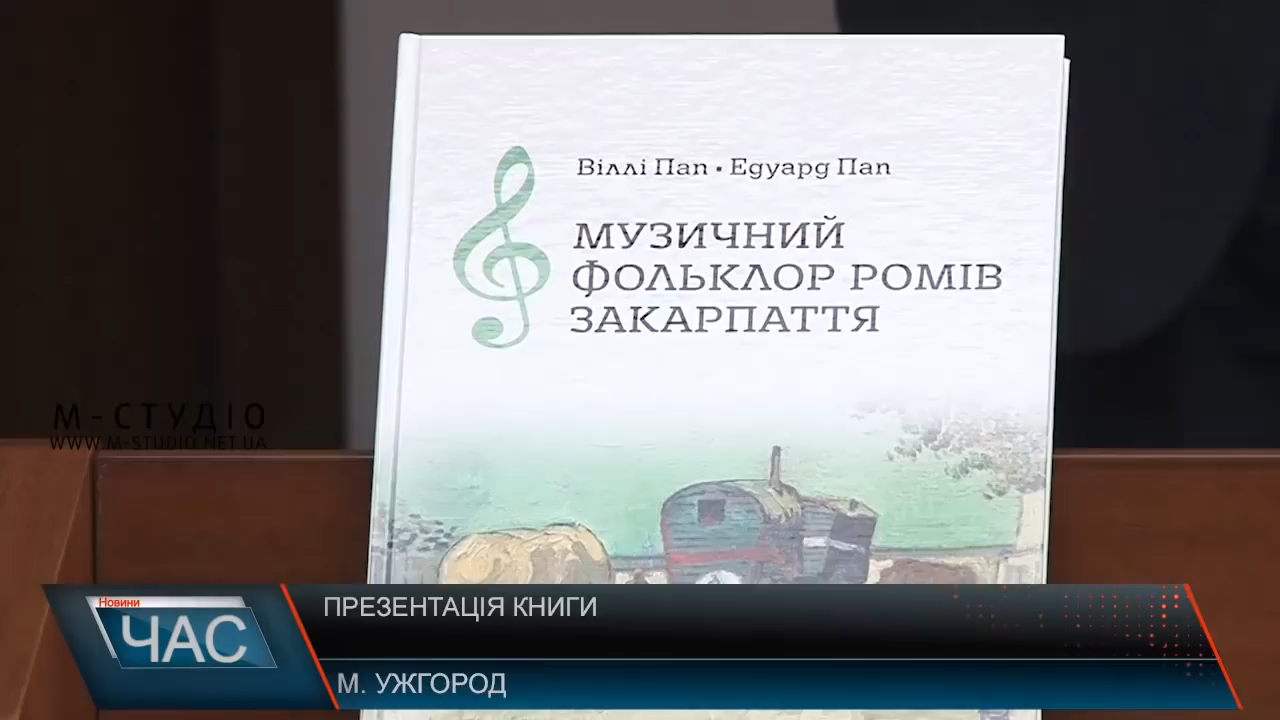 Віллі Пап ▪ Едуард Пап
МУЗИЧНИЙ
ФОЛЬКЛОР РОМІВ
ЗАКАРПАТТЯ
М-СТУДІО
WWW.M-STUDIO.NET.UA
Новини
ЧАС
ПРЕЗЕНТАЦІЯ КНИГИ
М. УЖГОРОД